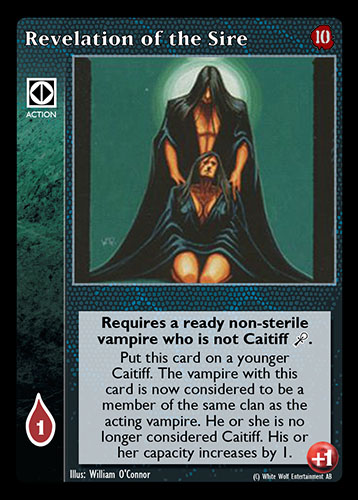 Revelation of the Sire
10
ACTION
WR.
Requires a ready non-sterile
vampire who is not Caitiff .
Put this card on a younger
Caitiff. The vampire with this
card is now considered to be a
member of the same clan as the
acting vampire. He or she is no
longer considered Caitiff. His or
her capacity increases by 1.
1
+1
Illus: William O'Connor
(C) White Wolf Entertainment AB